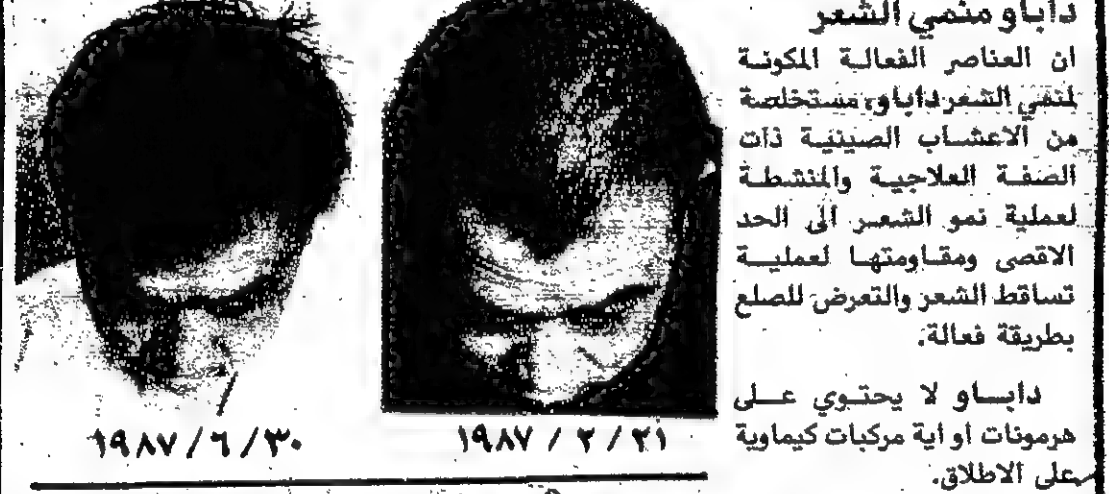 داباو منمي الشعر
ان العناصر الفعالة المكونة
لمنمي الشعر داباو، مستخلصة
من الاعشاب الصينية ذات
الصفة العلاجية والمنشطة
لعملية نمو الشعر الى الحد
الاقصى ومقاومتها لعملية
تساقط الشعر والتعرض للصلع
بطريقة فعالة.
داباو لا يحتوي على
هرمونات او اية مركبات كيماوية
على الاطلاق.
١٩٨٧ / ٢ / ٢١
١٩٨٧ / ٦ / ٣٠